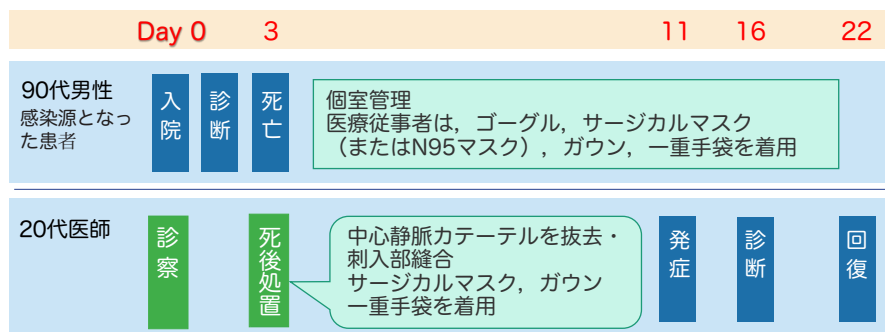 Day 0 3 11 16 22
90代男性
感染源となっ
た患者
入院
診断
死亡
個室管理
医療従事者は，ゴーグル，サージカルマスク
（またはN95マスク），ガウン，一重手袋を着用
20代医師
診察
死後処置
中心静脈カテーテルを抜去・
刺入部縫合
サージカルマスク，ガウン
一重手袋を着用
発症
診断
回復